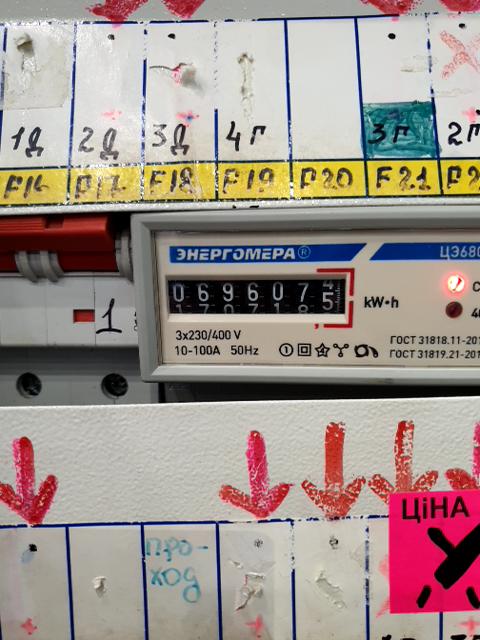 1Д 2Д 3Д 4Г 3Г 2Г
F16 F17 F18 F19 F20 F21
ЭНЕРГОМЕРА®
ЦЭ680
0696075
kW•h
3x230/400 V
10-100A 50Hz
ГОСТ 31818.11-201
ГОСТ 31819.21-201
1
ЦіНА
про-
ход